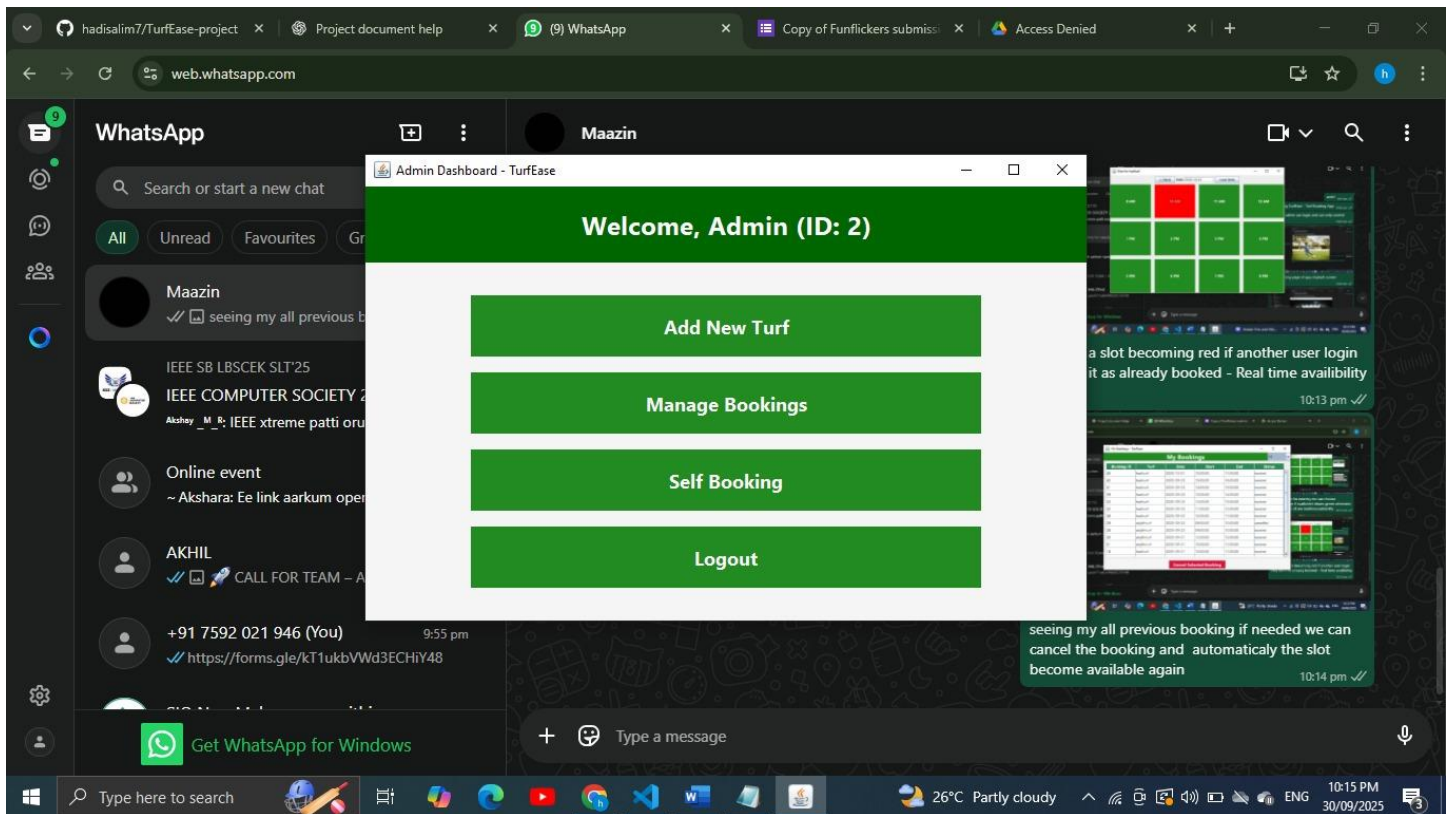 hadisalim7/TurfEase-project
Project document help
(9) WhatsApp
Copy of Funflickers submiss
Access Denied
web.whatsapp.com
h
9
WhatsApp
Maazin
Search or start a new chat
All
Unread
Favourites
Gr
Maazin
seeing my all previous b
IEEE SB LBSCEK SLT'25
IEEE COMPUTER SOCIETY 2
Akshay _M_R: IEEE xtreme patti oru
Online event
~ Akshara: Ee link aarkum oper
AKHIL
CALL FOR TEAM – A
+91 7592 021 946 (You)
9:55 pm
https://forms.gle/kT1ukbVWd3ECHiY48
Get WhatsApp for Windows
Admin Dashboard - TurfEase
Welcome, Admin (ID: 2)
Add New Turf
Manage Bookings
Self Booking
Logout
a slot becoming red if another user login
it as already booked - Real time availibility
10:13 pm
My Bookings
Cancel Selected Booking
seeing my all previous booking if needed we can
cancel the booking and automaticaly the slot
become available again
10:14 pm
Type a message
Type here to search
26°C Partly cloudy
ENG
10:15 PM
30/09/2025
3